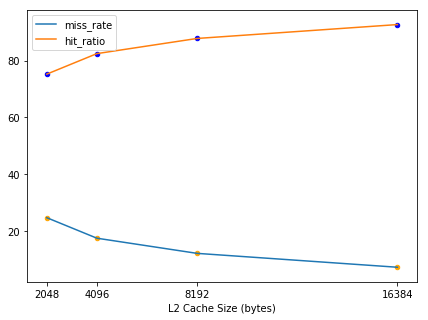 miss_rate
hit_ratio
80
60
40
20
2048 4096 8192 16384
L2 Cache Size (bytes)